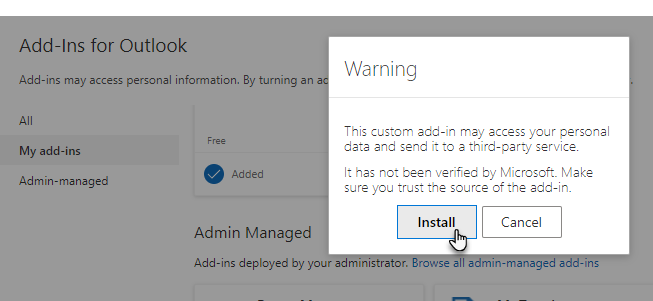 Add-Ins for Outlook
Add-ins may access personal information. By turning an
All
My add-ins
Admin-managed
Free
Added
Admin Managed
Add-ins deployed by your administrator. Browse all admin-managed add-ins
Warning
This custom add-in may access your personal
data and send it to a third-party service.
It has not been verified by Microsoft. Make
sure you trust the source of the add-in.
Install
Cancel